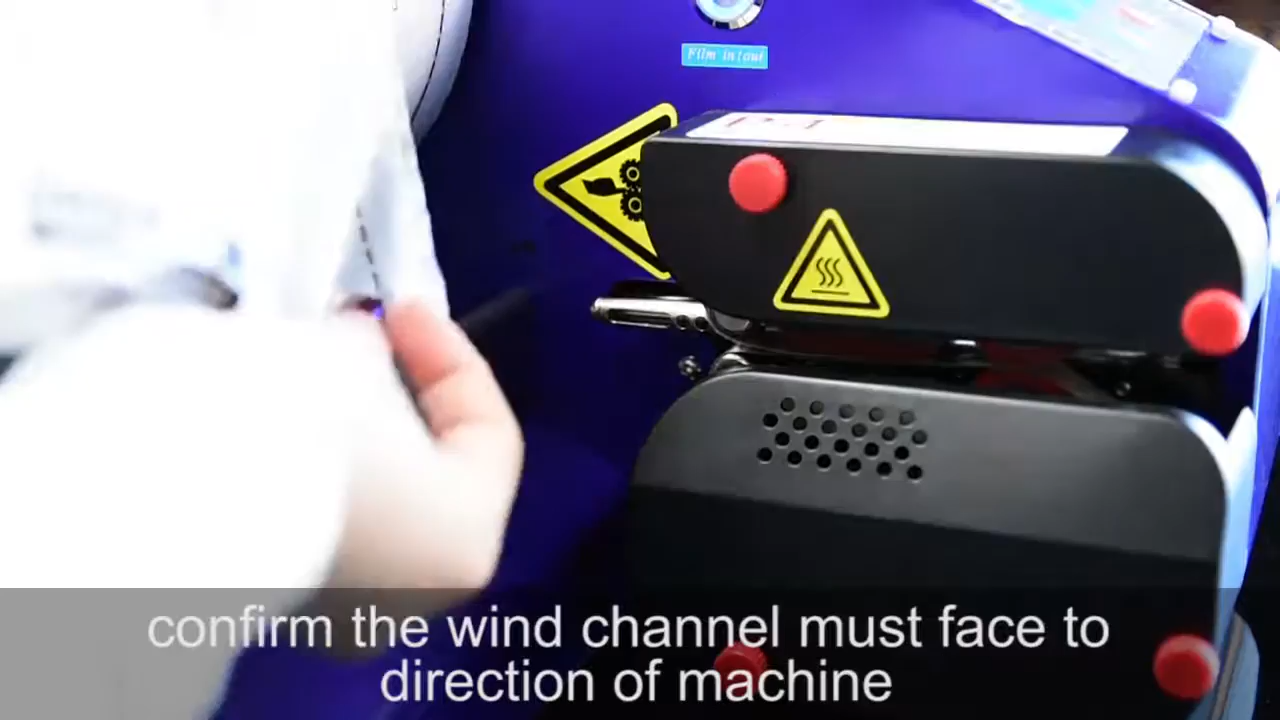 Film in/out
confirm the wind channel must face to
direction of machine